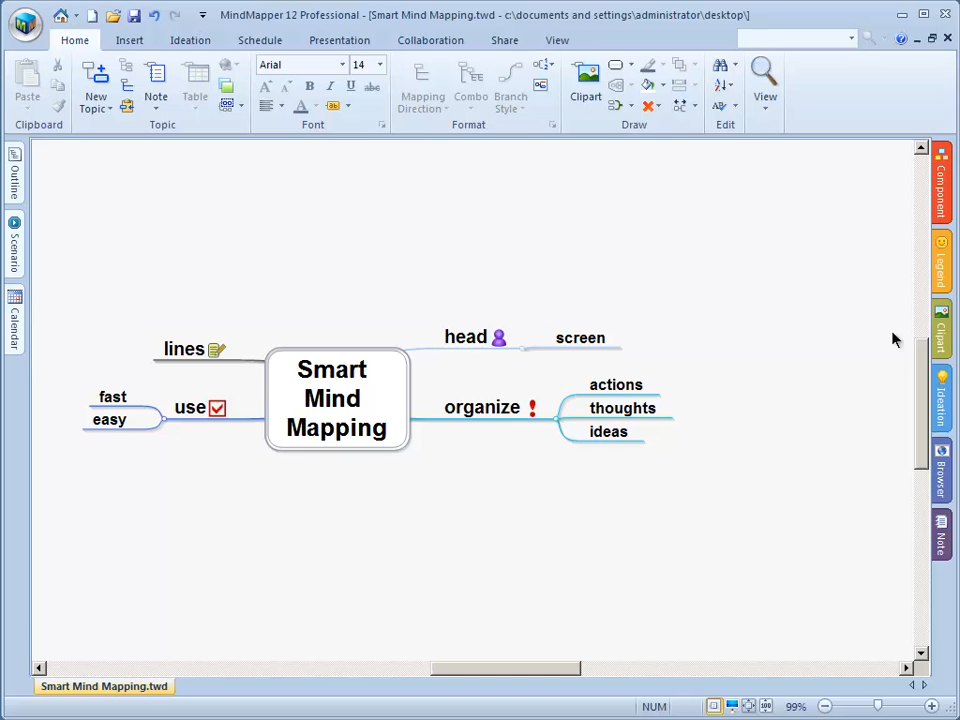 MindMapper 12 Professional - [Smart Mind Mapping.twd - c:\documents and settings\administrator\desktop\]
Home Insert Ideation Schedule Presentation Collaboration Share View
Paste
New Topic
Note
Table
Arial 14
B I U abc
A
Mapping Direction
Combo
Branch Style
Clipart
View
Clipboard Topic Font Format Draw Edit
Outline
Scenario
Calendar
Component
Legend
Clipart
Ideation
Browser
Note
lines
head
screen
fast
easy
use
Smart
Mind
Mapping
organize
actions
thoughts
ideas
Smart Mind Mapping.twd
NUM 100 99%